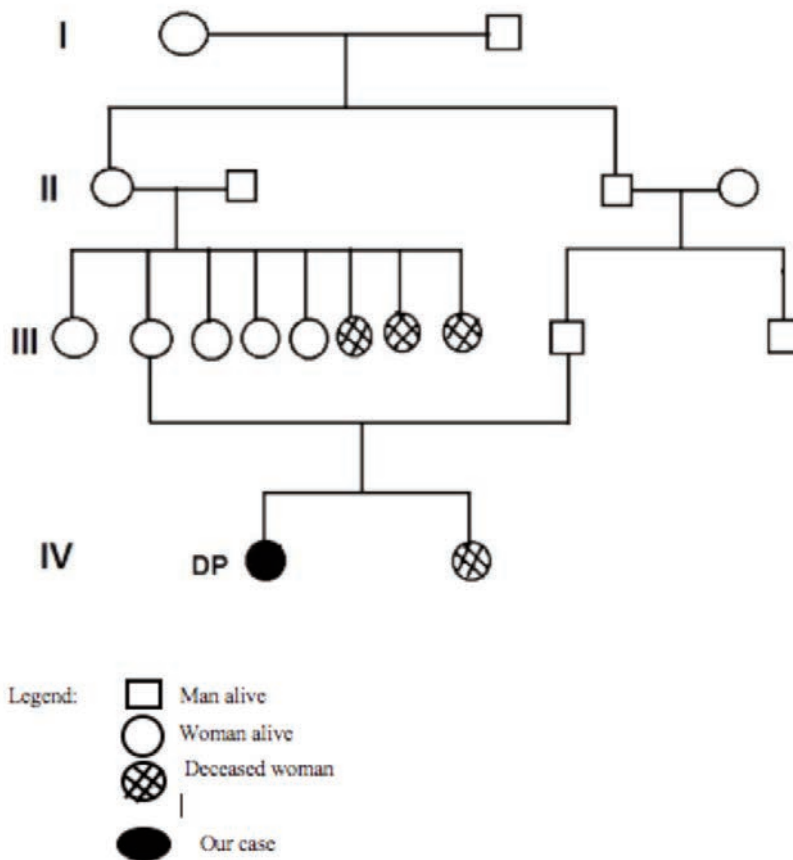 I
II
III
IV
DP
Legend:
Man alive
Woman alive
Deceased woman
Our case